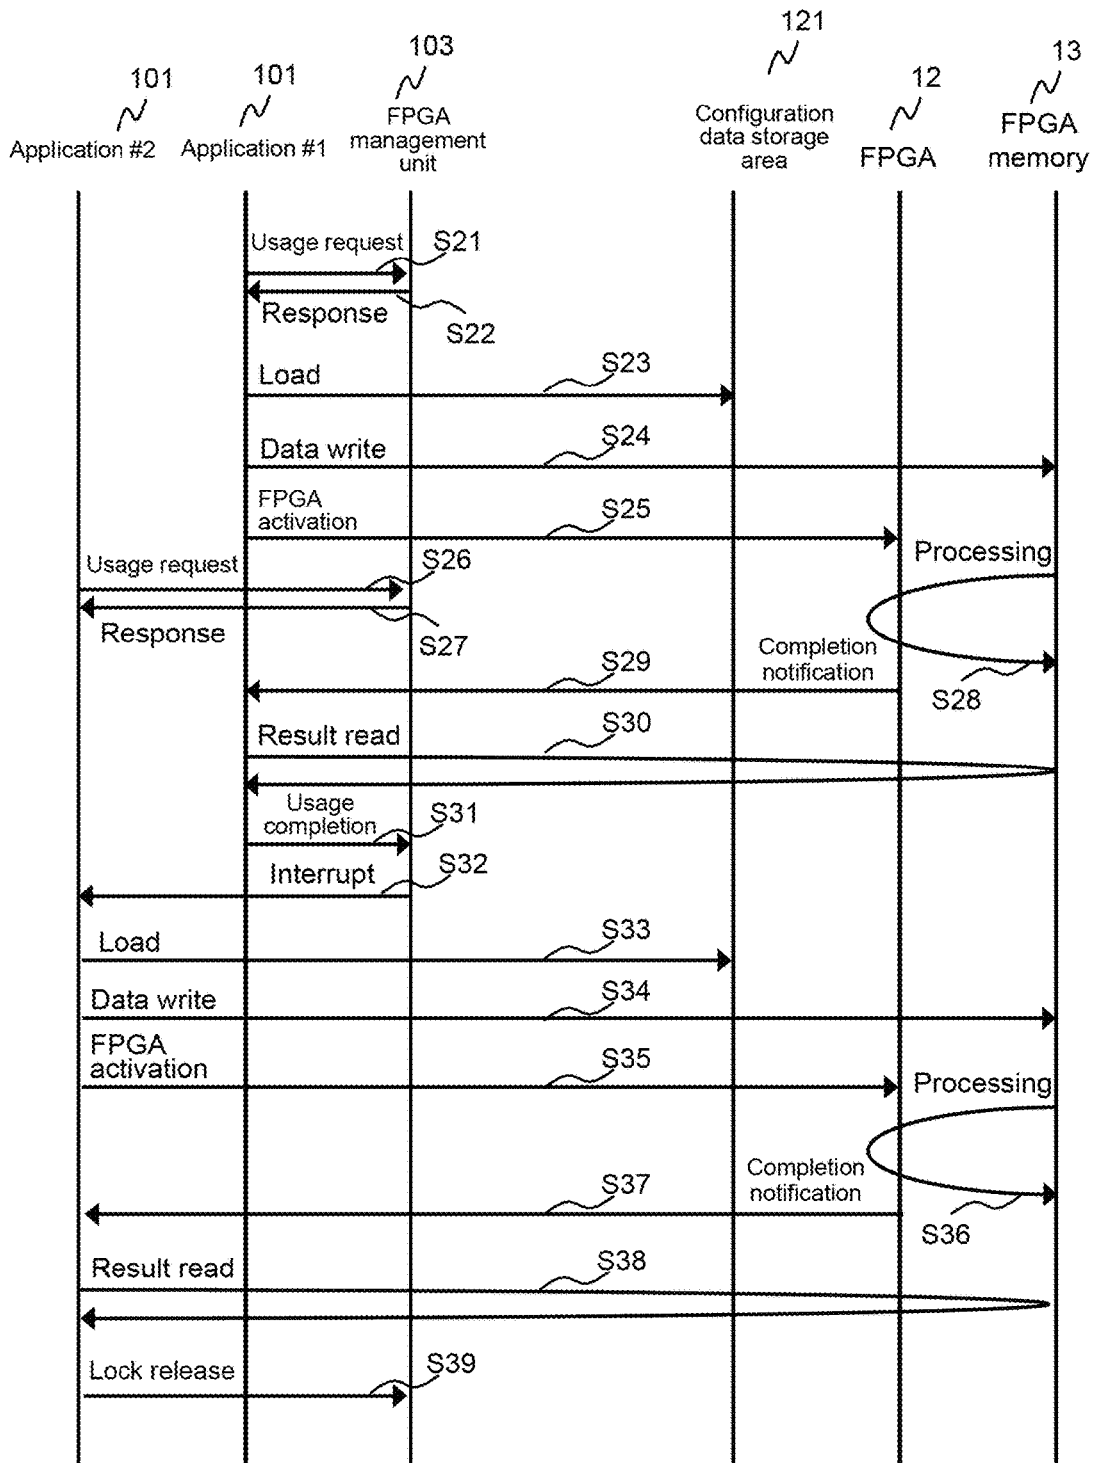 121
103
13
101
101
12
FPGA
management
unit
Configuration
data storage
area
FPGA
memory
Application #2
Application #1
FPGA
Usage request
S21
Response
S22
Load
S23
Data write
S24
FPGA
activation
S25
Processing
Usage request
S26
Response
S27
Completion
notification
S28
S29
Result read
S30
Usage
completion
S31
Interrupt
S32
Load
S33
Data write
S34
FPGA
activation
S35
Processing
Completion
notification
S36
S37
Result read
S38
Lock release
S39